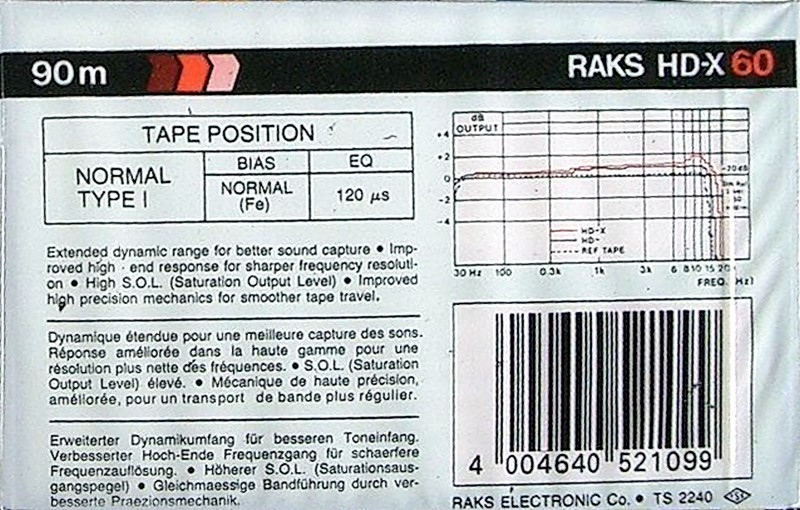 90m
RAKS HD-X 60
TAPE POSITION
NORMAL
TYPE I
BIAS
EQ
NORMAL
(Fe)
120 µs
dB
OUTPUT
+4
+2
0
-2
-4
-20dB
HD-X
HD-
REF TAPE
30 Hz 100 0.3k 1k 3k 6 8 10 15 20k
FREQ. (Hz)
Extended dynamic range for better sound capture • Imp-
roved high - end response for sharper frequency resoluti-
on • High S.O.L. (Saturation Output Level) • Improved
high precision mechanics for smoother tape travel.
Dynamique étendue pour une meilleure capture des sons.
Réponse améliorée dans la haute gamme pour une
résolution plus nette des fréquences. • S.O.L. (Saturation
Output Level) élevé. • Mécanique de haute précision,
améliorée, pour un transport de bande plus régulier.
Erweiterter Dynamikumfang für besseren Toneinfang.
Verbesserter Hoch-Ende Frequenzgang für schaerfere
Frequenzauflösung. • Höherer S.O.L. (Saturationsaus-
gangspegel) • Gleichmaessige Bandführung durch ver-
besserte Praezionsmechanik.
4 004640 521099
RAKS ELECTRONIC Co. • TS 2240